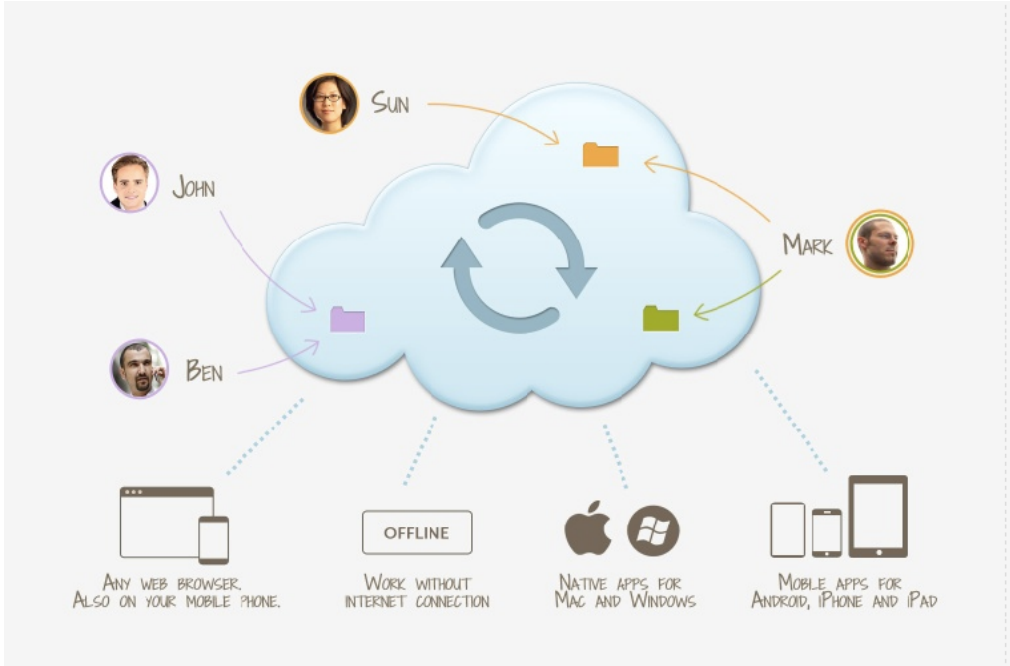 SUN
JOHN
MARK
BEN
OFFLINE
ANY WEB BROWSER.
ALSO ON YOUR MOBILE PHONE.
WORK WITHOUT
INTERNET CONNECTION
NATIVE APPS FOR
MAC AND WINDOWS
MOBLE APPS FOR
ANDROID, IPHONE AND IPAD